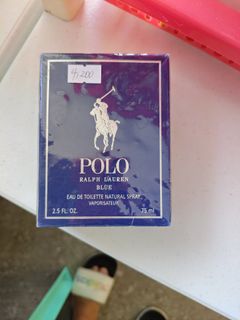 4,200
POLO
RALPH LAUREN
BLUE
EAU DE TOILETTE NATURAL SPRAY
VAPORISATEUR
2.5 FL. OZ. 75 ml